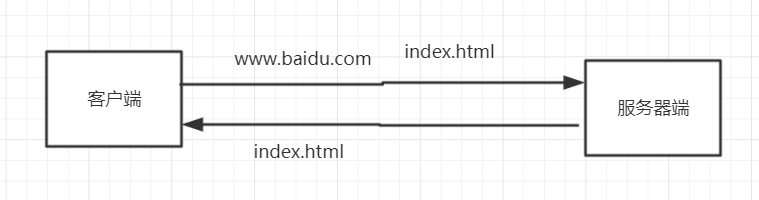 www.baidu.com
index.html
客户端
服务器端
index.html